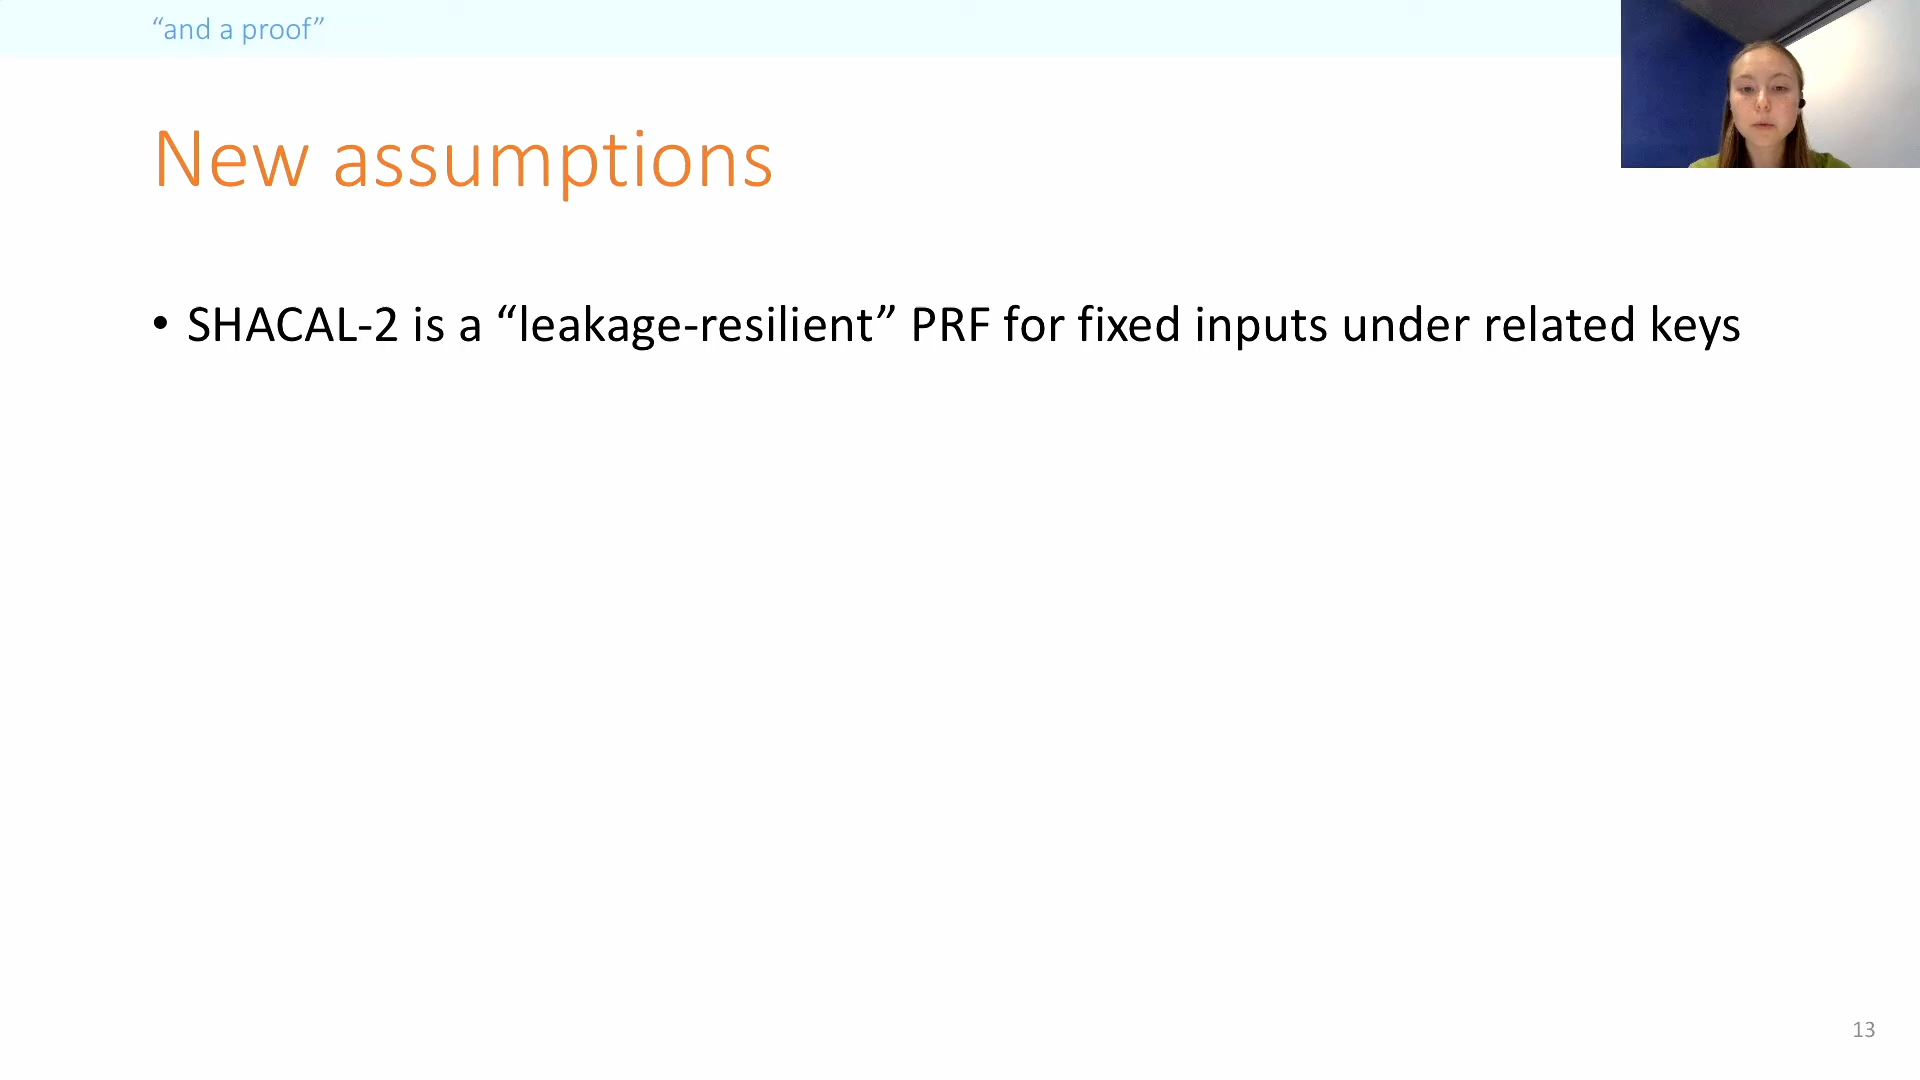 “and a proof”
New assumptions
• SHACAL-2 is a “leakage-resilient” PRF for fixed inputs under related keys
13